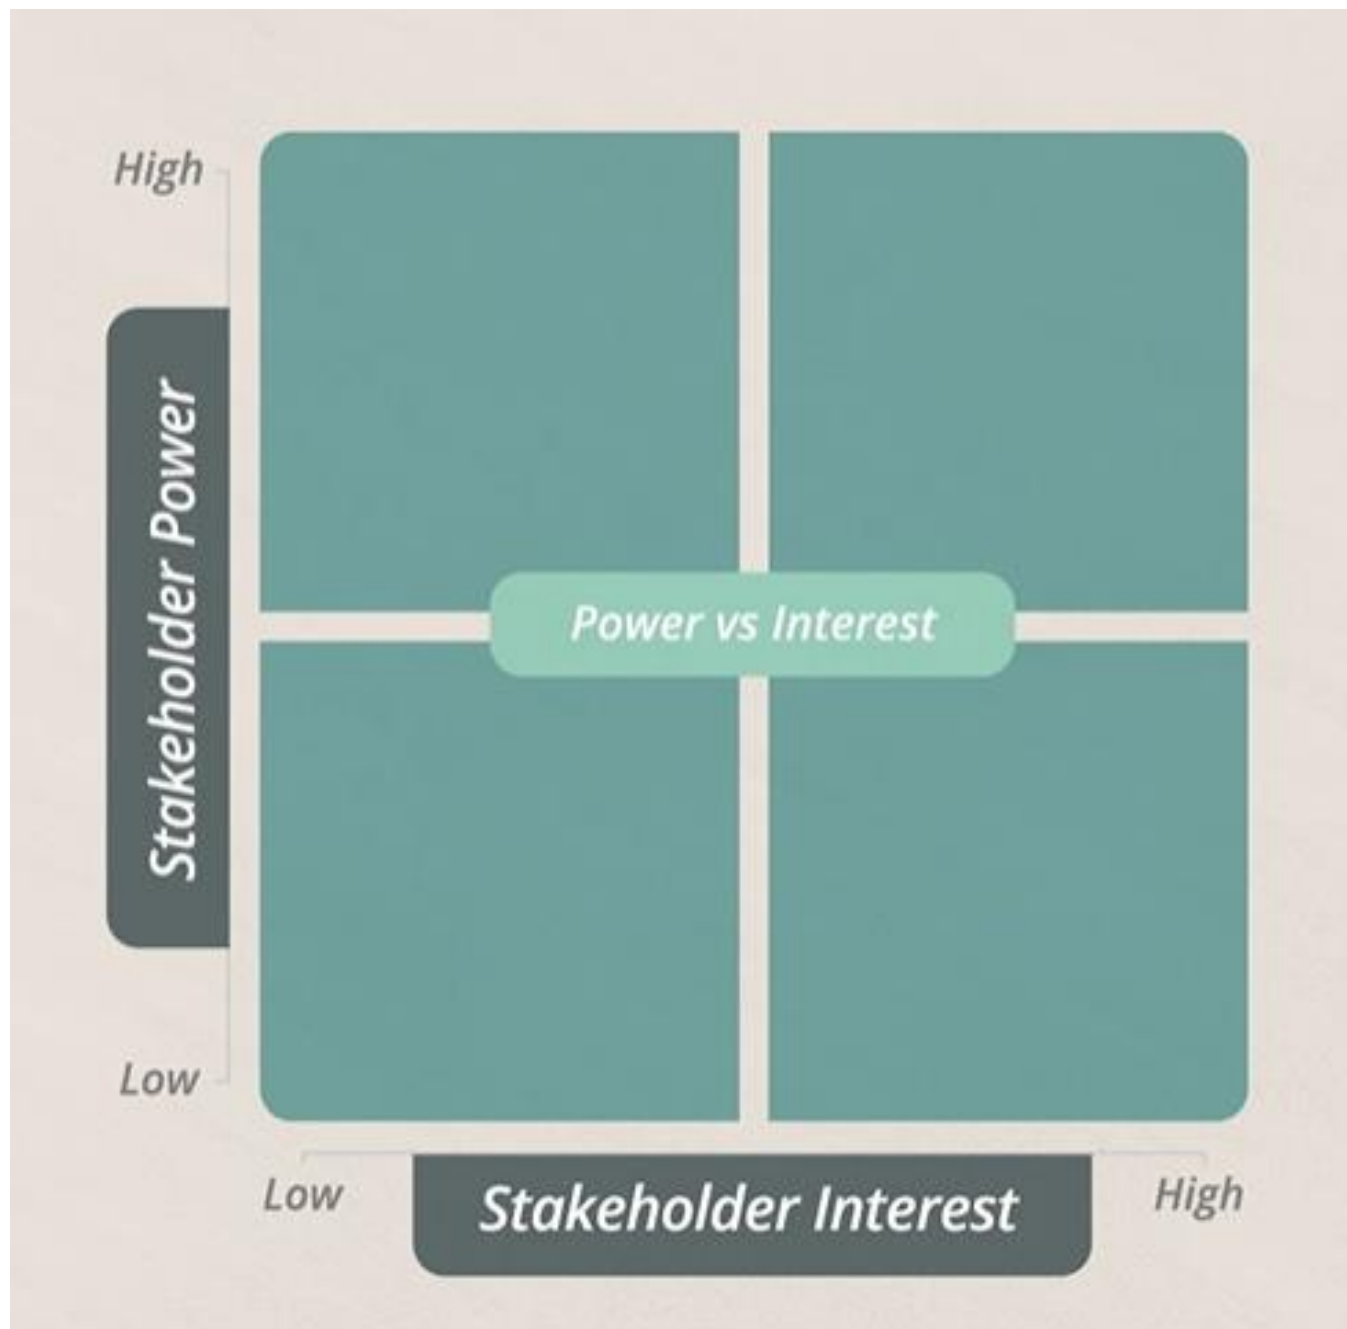 High
Stakeholder Power
Power vs Interest
Low
Low
Stakeholder Interest
High